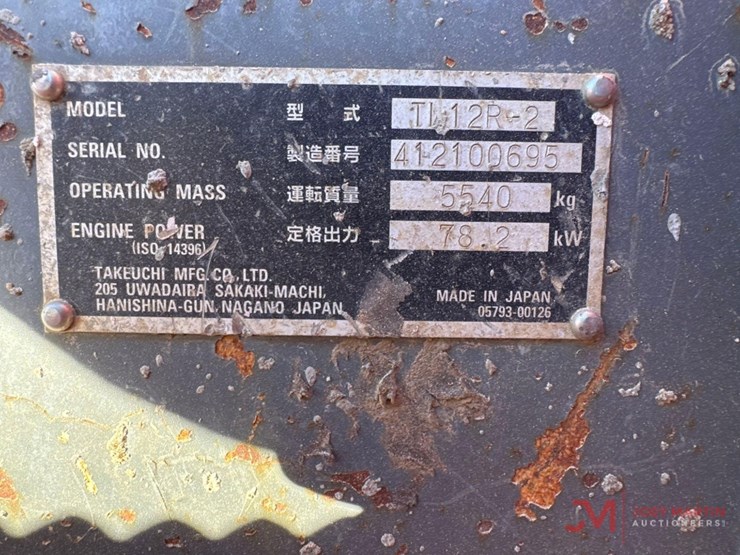 MODEL 型式 TL12R-2
SERIAL NO. 製造番号 412100695
OPERATING MASS 運転質量 5540 kg
ENGINE POWER 定格出力 78.2 kW
(ISO 14396)
TAKEUCHI MFG.CO., LTD.
205 UWADAIRA SAKAKI-MACHI,
HANISHINA-GUN, NAGANO JAPAN
MADE IN JAPAN
05793-00126
JM
AUCTIONEERS